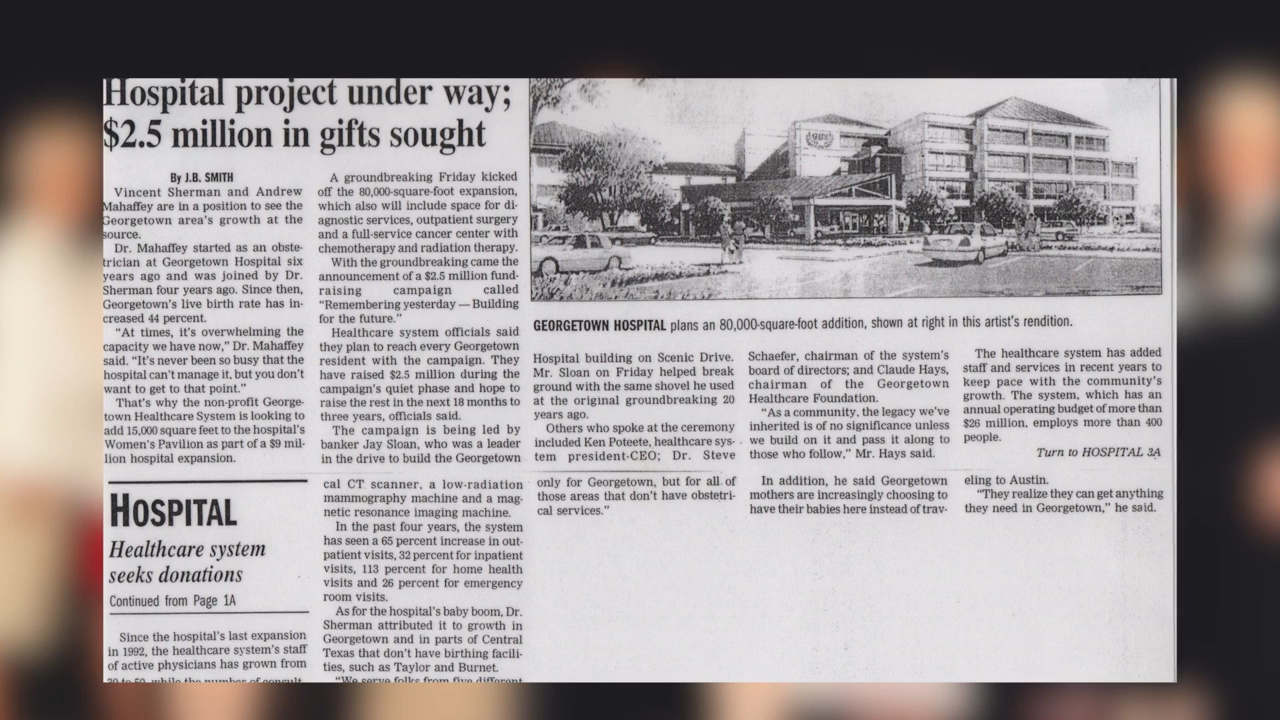 Hospital project under way;
$2.5 million in gifts sought
By J.B. SMITH
Vincent Sherman and Andrew
Mahaffey are in a position to see the
Georgetown area's growth at the
source.
Dr. Mahaffey started as an obste-
trician at Georgetown Hospital six
years ago and was joined by Dr.
Sherman four years ago. Since then,
Georgetown's live birth rate has in-
creased 44 percent.
"At times, it's overwhelming the
capacity we have now," Dr. Mahaffey
said. "It's never been so busy that the
hospital can't manage it, but you don't
want to get to that point."
That's why the non-profit George-
town Healthcare System is looking to
add 15,000 square feet to the hospital's
Women's Pavilion as part of a $9 mil-
lion hospital expansion.
A groundbreaking Friday kicked
off the 80,000-square-foot expansion,
which also will include space for di-
agnostic services, outpatient surgery
and a full-service cancer center with
chemotherapy and radiation therapy.
With the groundbreaking came the
announcement of a $2.5 million fund-
raising campaign called
"Remembering yesterday — Building
for the future."
Healthcare system officials said
they plan to reach every Georgetown
resident with the campaign. They
have raised $2.5 million during the
campaign's quiet phase and hope to
raise the rest in the next 18 months to
three years, officials said.
The campaign is being led by
banker Jay Sloan, who was a leader
in the drive to build the Georgetown
GEORGETOWN HOSPITAL plans an 80,000-square-foot addition, shown at right in this artist's rendition.
Hospital building on Scenic Drive.
Mr. Sloan on Friday helped break
ground with the same shovel he used
at the original groundbreaking 20
years ago.
Others who spoke at the ceremony
included Ken Poteete, healthcare sys-
tem president-CEO; Dr. Steve
Schaefer, chairman of the system's
board of directors; and Claude Hays,
chairman of the Georgetown
Healthcare Foundation.
"As a community, the legacy we've
inherited is of no significance unless
we build on it and pass it along to
those who follow," Mr. Hays said.
The healthcare system has added
staff and services in recent years to
keep pace with the community's
growth. The system, which has an
annual operating budget of more than
$26 million, employs more than 400
people.
Turn to HOSPITAL 3A
HOSPITAL
Healthcare system
seeks donations
Continued from Page 1A
Since the hospital's last expansion
in 1992, the healthcare system's staff
of active physicians has grown from
cal CT scanner, a low-radiation
mammography machine and a mag-
netic resonance imaging machine.
In the past four years, the system
has seen a 65 percent increase in out-
patient visits, 32 percent for inpatient
visits, 113 percent for home health
visits and 26 percent for emergency
room visits.
As for the hospital's baby boom, Dr.
Sherman attributed it to growth in
Georgetown and in parts of Central
Texas that don't have birthing facili-
ties, such as Taylor and Burnet.
"We serve folks from five different
only for Georgetown, but for all of
those areas that don't have obstetri-
cal services."
In addition, he said Georgetown
mothers are increasingly choosing to
have their babies here instead of trav-
eling to Austin.
"They realize they can get anything
they need in Georgetown," he said.